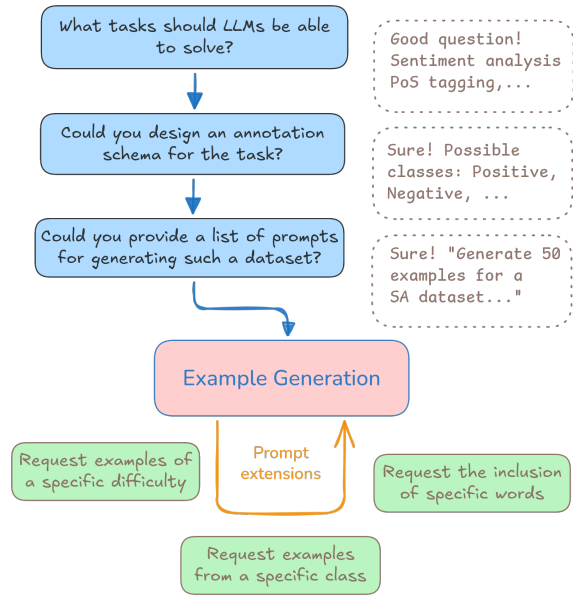 What tasks should LLMs be able
to solve?
Good question!
Sentiment analysis
PoS tagging,...
Could you design an annotation
schema for the task?
Sure! Possible
classes: Positive,
Negative, ...
Could you provide a list of prompts
for generating such a dataset?
Sure! "Generate 50
examples for a
SA dataset..."
Example Generation
Prompt
extensions
Request examples of
a specific difficulty
Request the inclusion
of specific words
Request examples
from a specific class